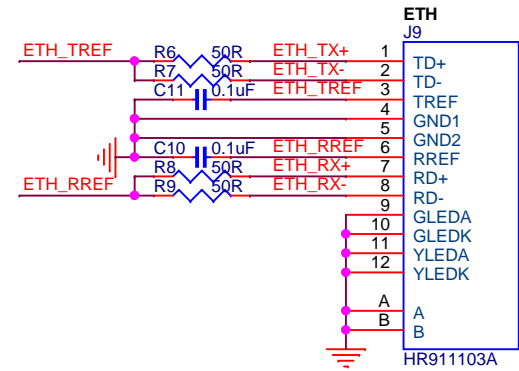 ETH
J9
ETH_TREF R6 50R ETH_TX+ 1 TD+
R7 50R ETH_TX- 2 TD-
C11 0.1uF ETH_TREF 3 TREF
4 GND1
5 GND2
C10 0.1uF ETH_RREF 6 RREF
R8 50R ETH_RX+ 7 RD+
ETH_RREF R9 50R ETH_RX- 8 RD-
9 GLEDA
10 GLEDK
11 YLEDA
12 YLEDK
A A
B B
HR911103A